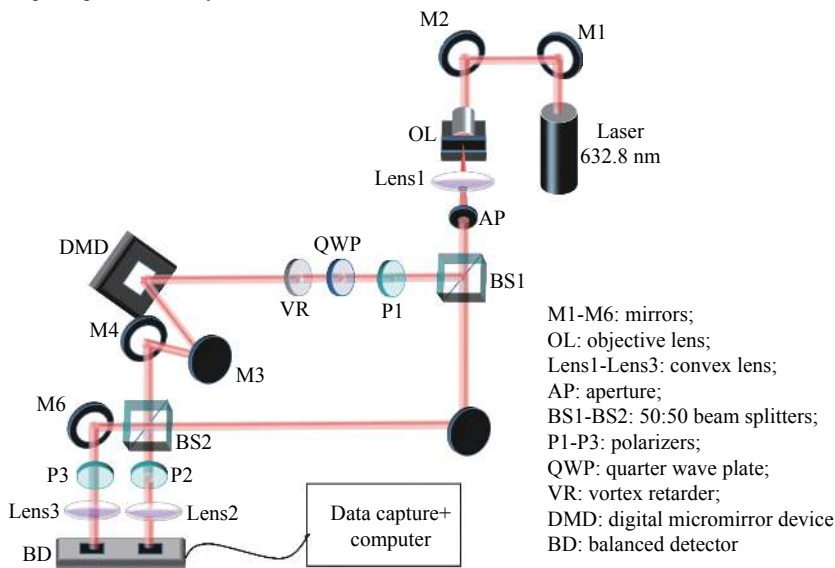 M2
M1
OL
Laser
632.8 nm
Lens1
AP
DMD
QWP
BS1
VR
P1
M4
M3
M6
BS2
P3
P2
Lens3
Lens2
BD
Data capture+
computer
M1-M6: mirrors;
OL: objective lens;
Lens1-Lens3: convex lens;
AP: aperture;
BS1-BS2: 50:50 beam splitters;
P1-P3: polarizers;
QWP: quarter wave plate;
VR: vortex retarder;
DMD: digital micromirror device
BD: balanced detector